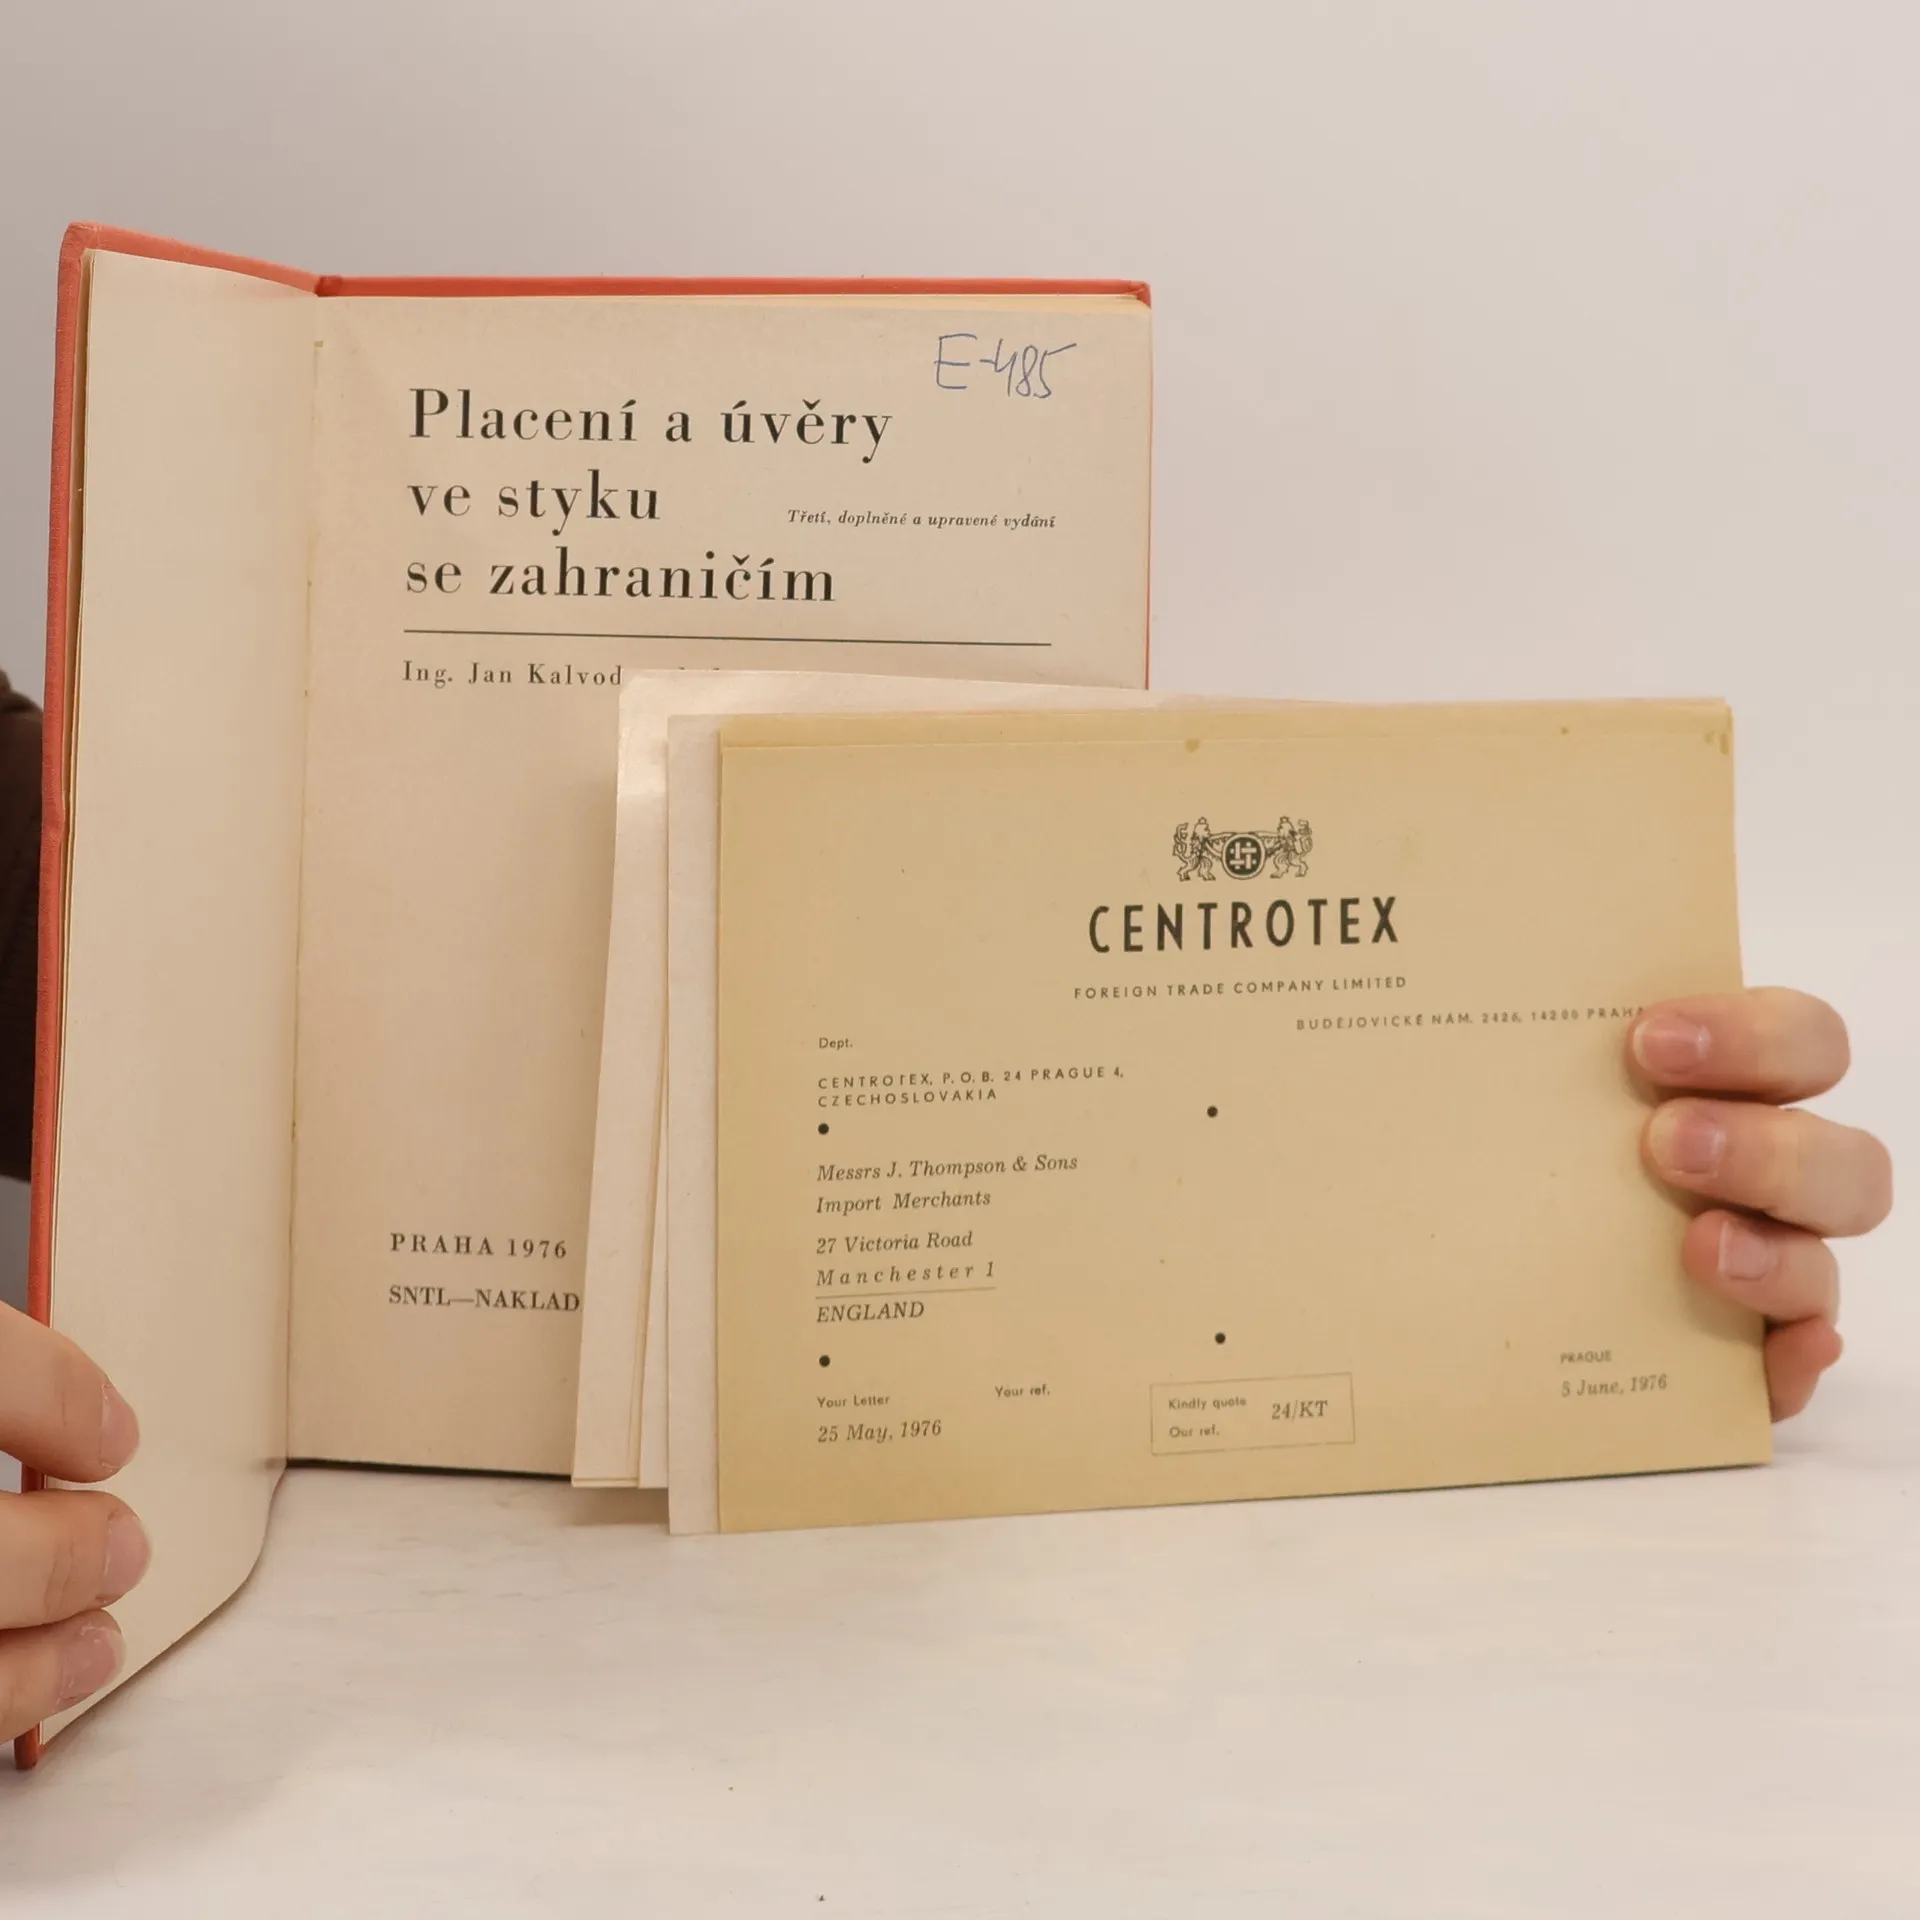 E-485
Placení a úvěry
ve styku
Třetí, doplněné a upravené vydání
se zahraničím
Ing. Jan Kalvod
PRAHA 1976
SNTL—NAKLAD
CENTROTEX
FOREIGN TRADE COMPANY LIMITED
BUDĚJOVICKÉ NÁM. 2426, 142 00 PRAHA
Dept.
CENTROTEX, P. O. B. 24 PRAGUE 4,
CZECHOSLOVAKIA
Messrs J. Thompson & Sons
Import Merchants
27 Victoria Road
Manchester 1
ENGLAND
Your Letter
25 May, 1976
Your ref.
Kindly quote
Our ref.
24/KT
PRAGUE
June, 1976